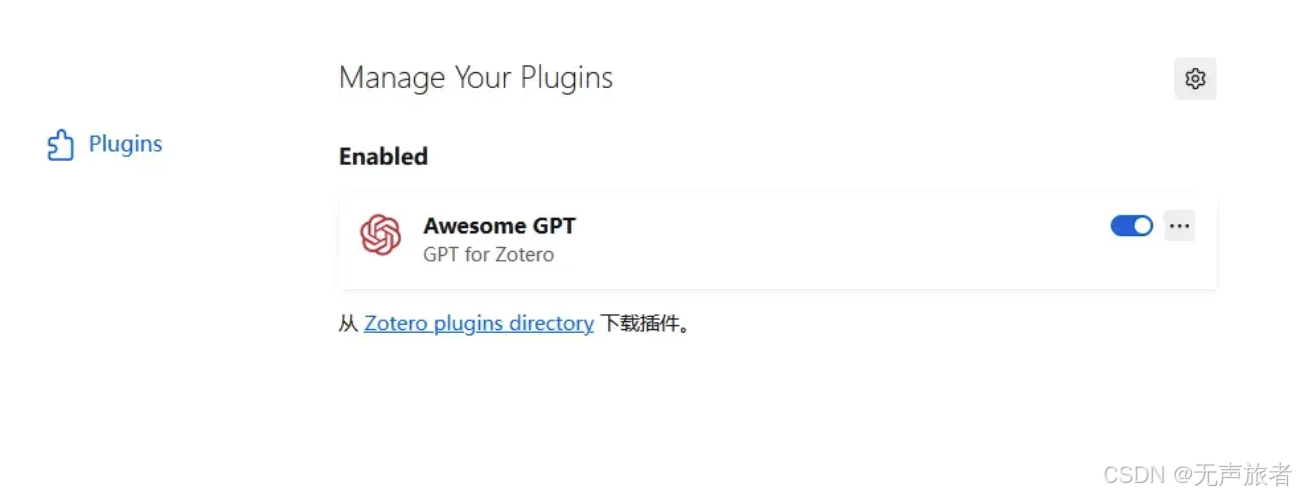 Manage Your Plugins
Plugins
Enabled
Awesome GPT
GPT for Zotero
从 Zotero plugins directory 下载插件。
CSDN @无声旅者